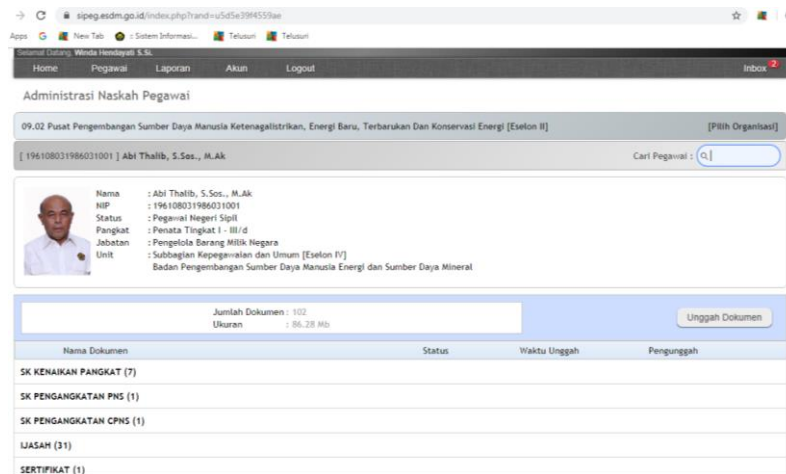 sipeg.esdm.go.id/index.php?rand=u5d5e39f4559ae
Apps G New Tab : Sistem Informasi... Telusuri Telusuri
Selamat Datang, Winda Hendayati S.Si.
Home Pegawai Laporan Akun Logout Inbox 2
Administrasi Naskah Pegawai
09.02 Pusat Pengembangan Sumber Daya Manusia Ketenagalistrikan, Energi Baru, Terbarukan Dan Konservasi Energi [Eselon II] [Pilih Organisasi]
[ 196108031986031001 ] Abi Thalib, S.Sos., M.Ak Cari Pegawai :
Nama : Abi Thalib, S.Sos., M.Ak
NIP : 196108031986031001
Status : Pegawai Negeri Sipil
Pangkat : Penata Tingkat I - III/d
Jabatan : Pengelola Barang Milik Negara
Unit : Subbagian Kepegawaian dan Umum [Eselon IV]
Badan Pengembangan Sumber Daya Manusia Energi dan Sumber Daya Mineral
Jumlah Dokumen : 102
Ukuran : 86.28 Mb
Unggah Dokumen
Nama Dokumen Status Waktu Unggah Pengunggah
SK KENAIKAN PANGKAT (7)
SK PENGANGKATAN PNS (1)
SK PENGANGKATAN CPNS (1)
IJASAH (31)
SERTIFIKAT (1)